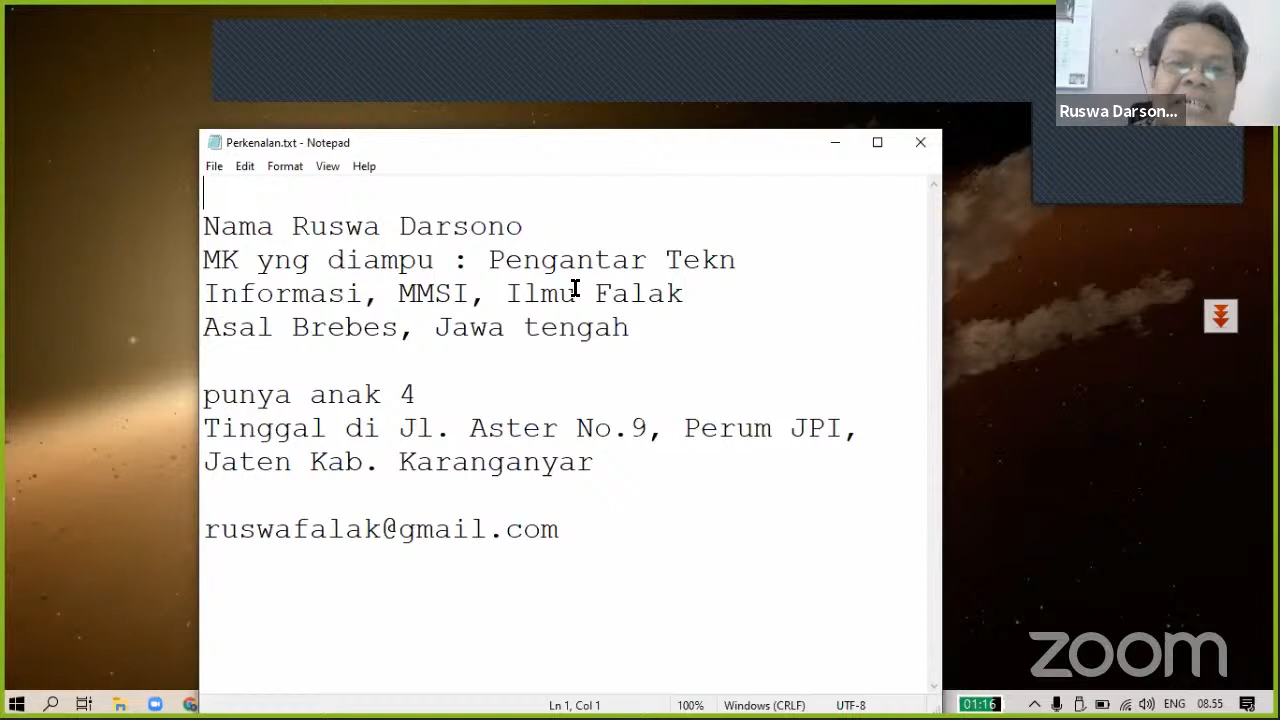 Ruswa Darson...
Perkenalan.txt - Notepad
File Edit Format View Help
Nama Ruswa Darsono
MK yng diampu : Pengantar Tekn
Informasi, MMSI, Ilmu Falak
Asal Brebes, Jawa tengah
punya anak 4
Tinggal di Jl. Aster No.9, Perum JPI,
Jaten Kab. Karanganyar
ruswafalak@gmail.com
zoom
Ln 1, Col 1 100% Windows (CRLF) UTF-8
01:16 ENG 08.55